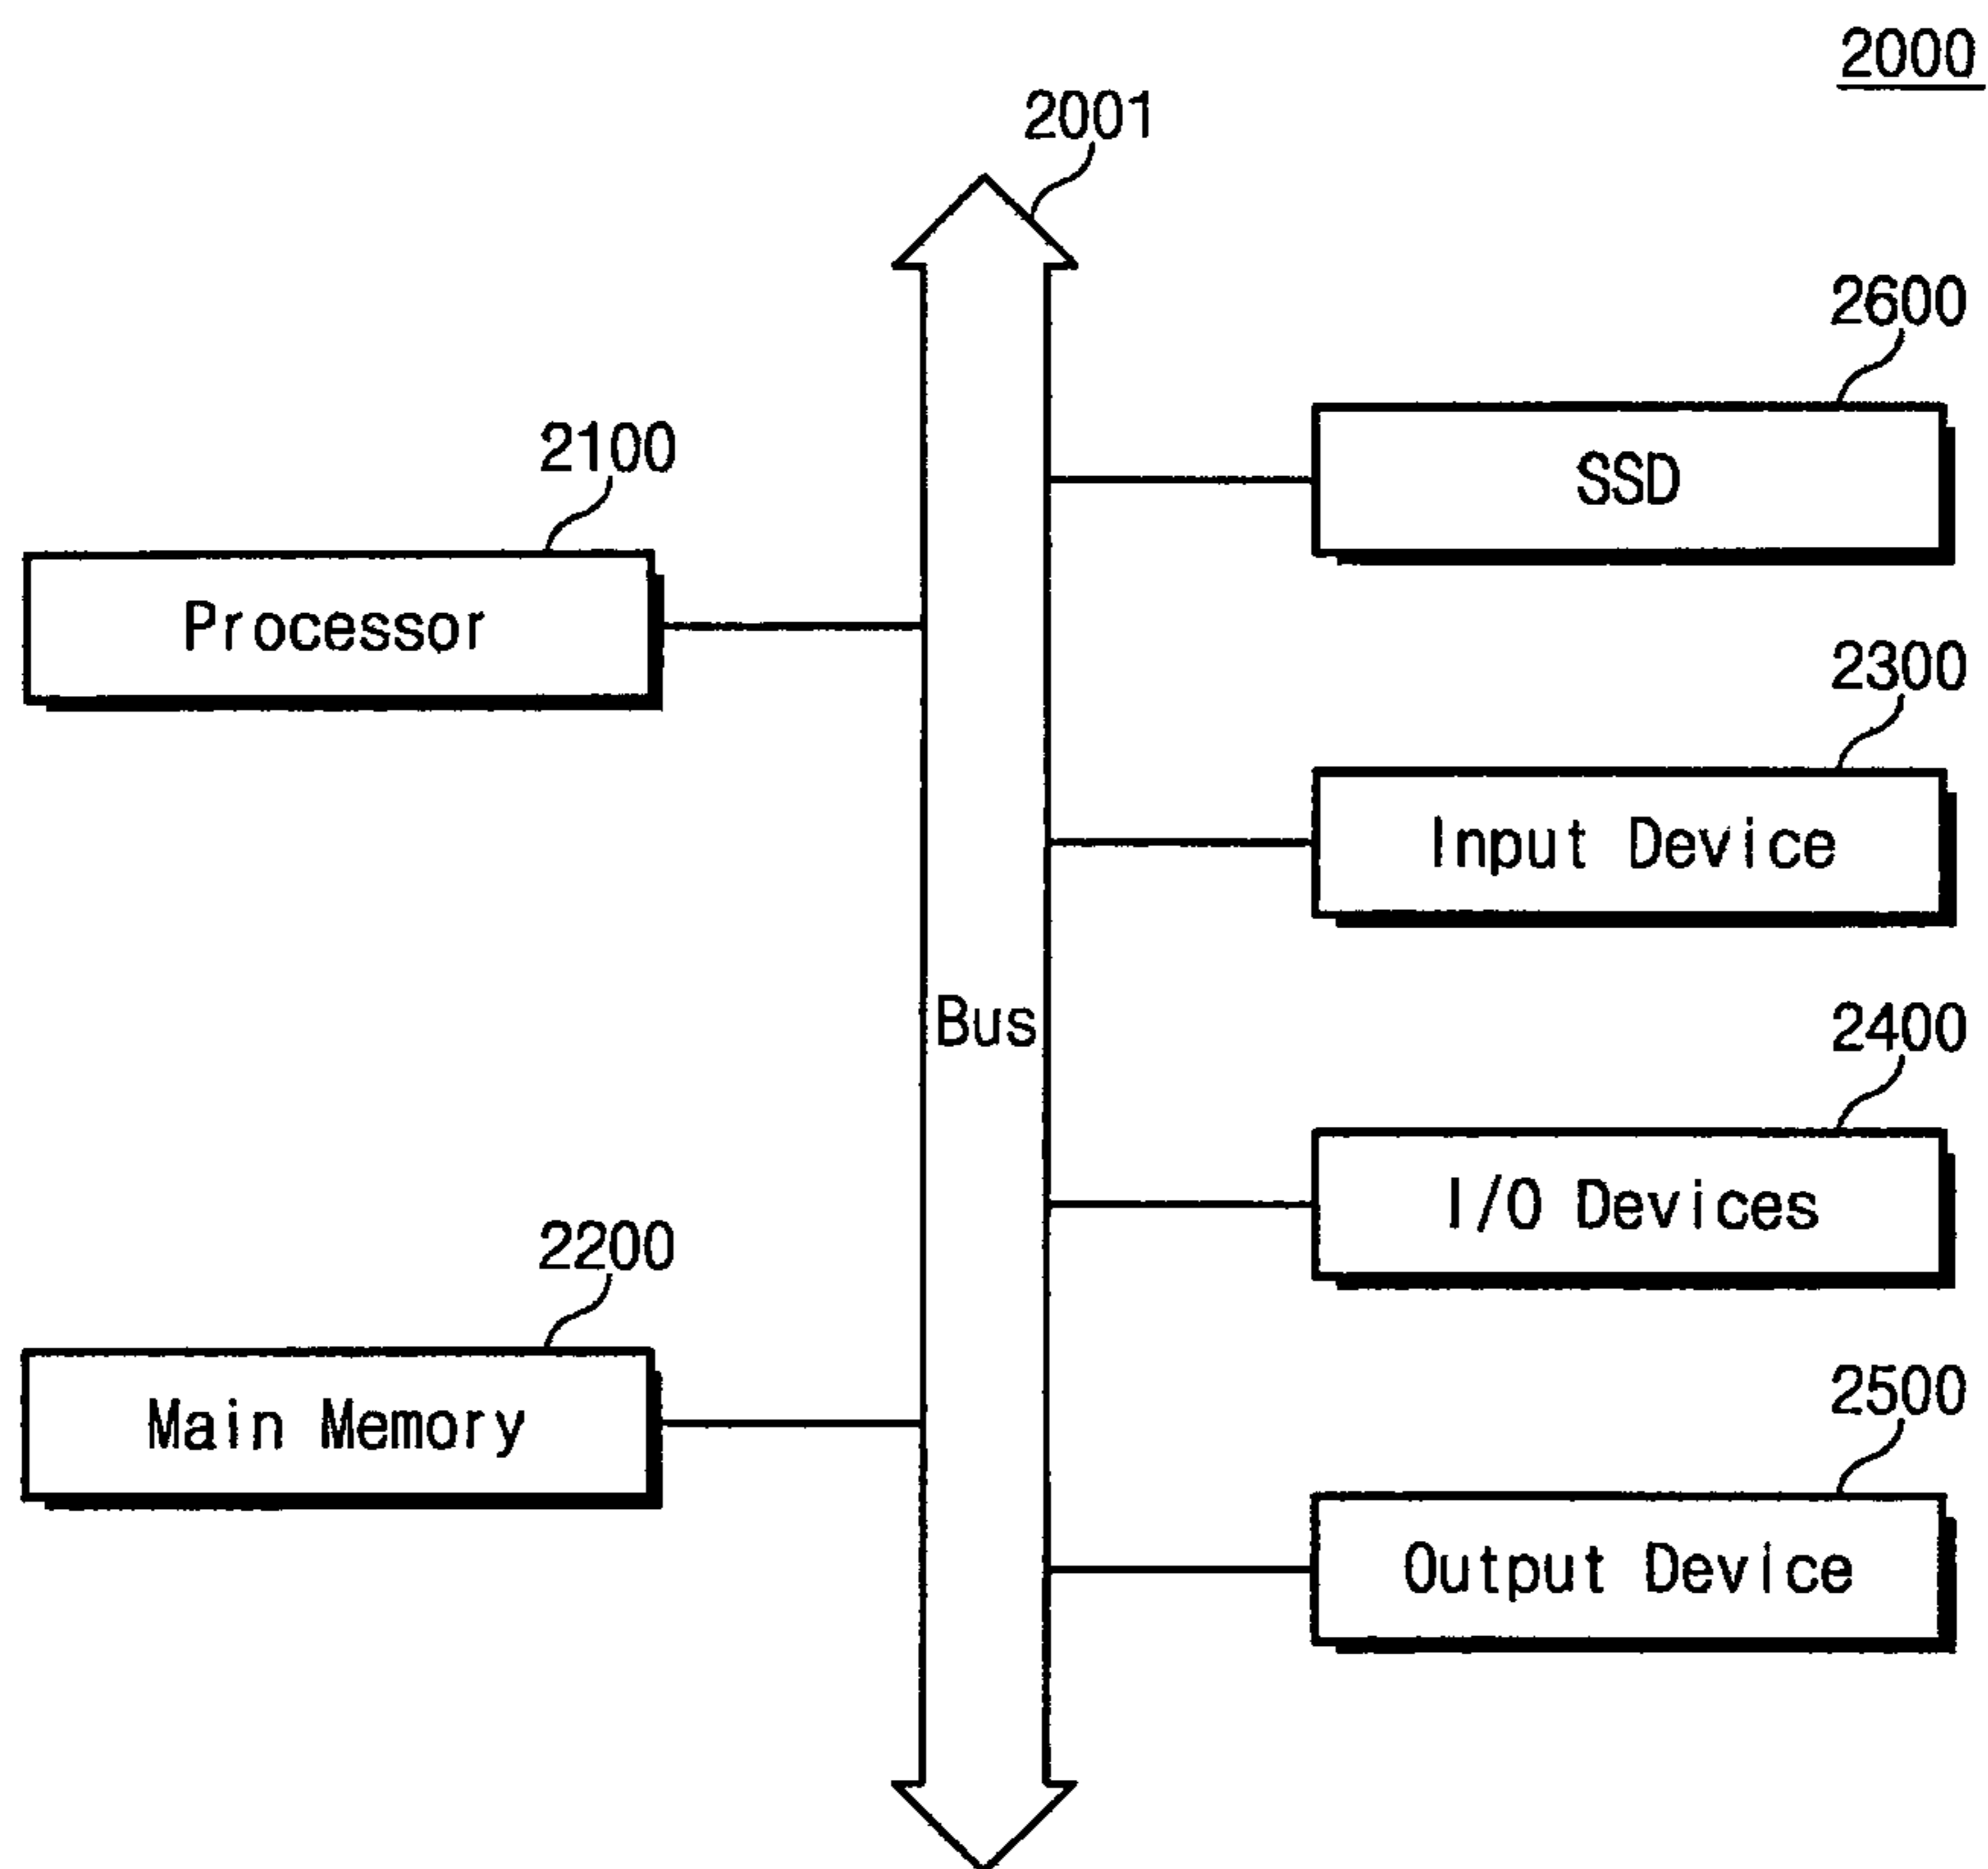 2000
2001
2600
SSD
2100
Processor
2300
Input Device
Bus
2400
I/O Devices
2200
Main Memory
2500
Output Device